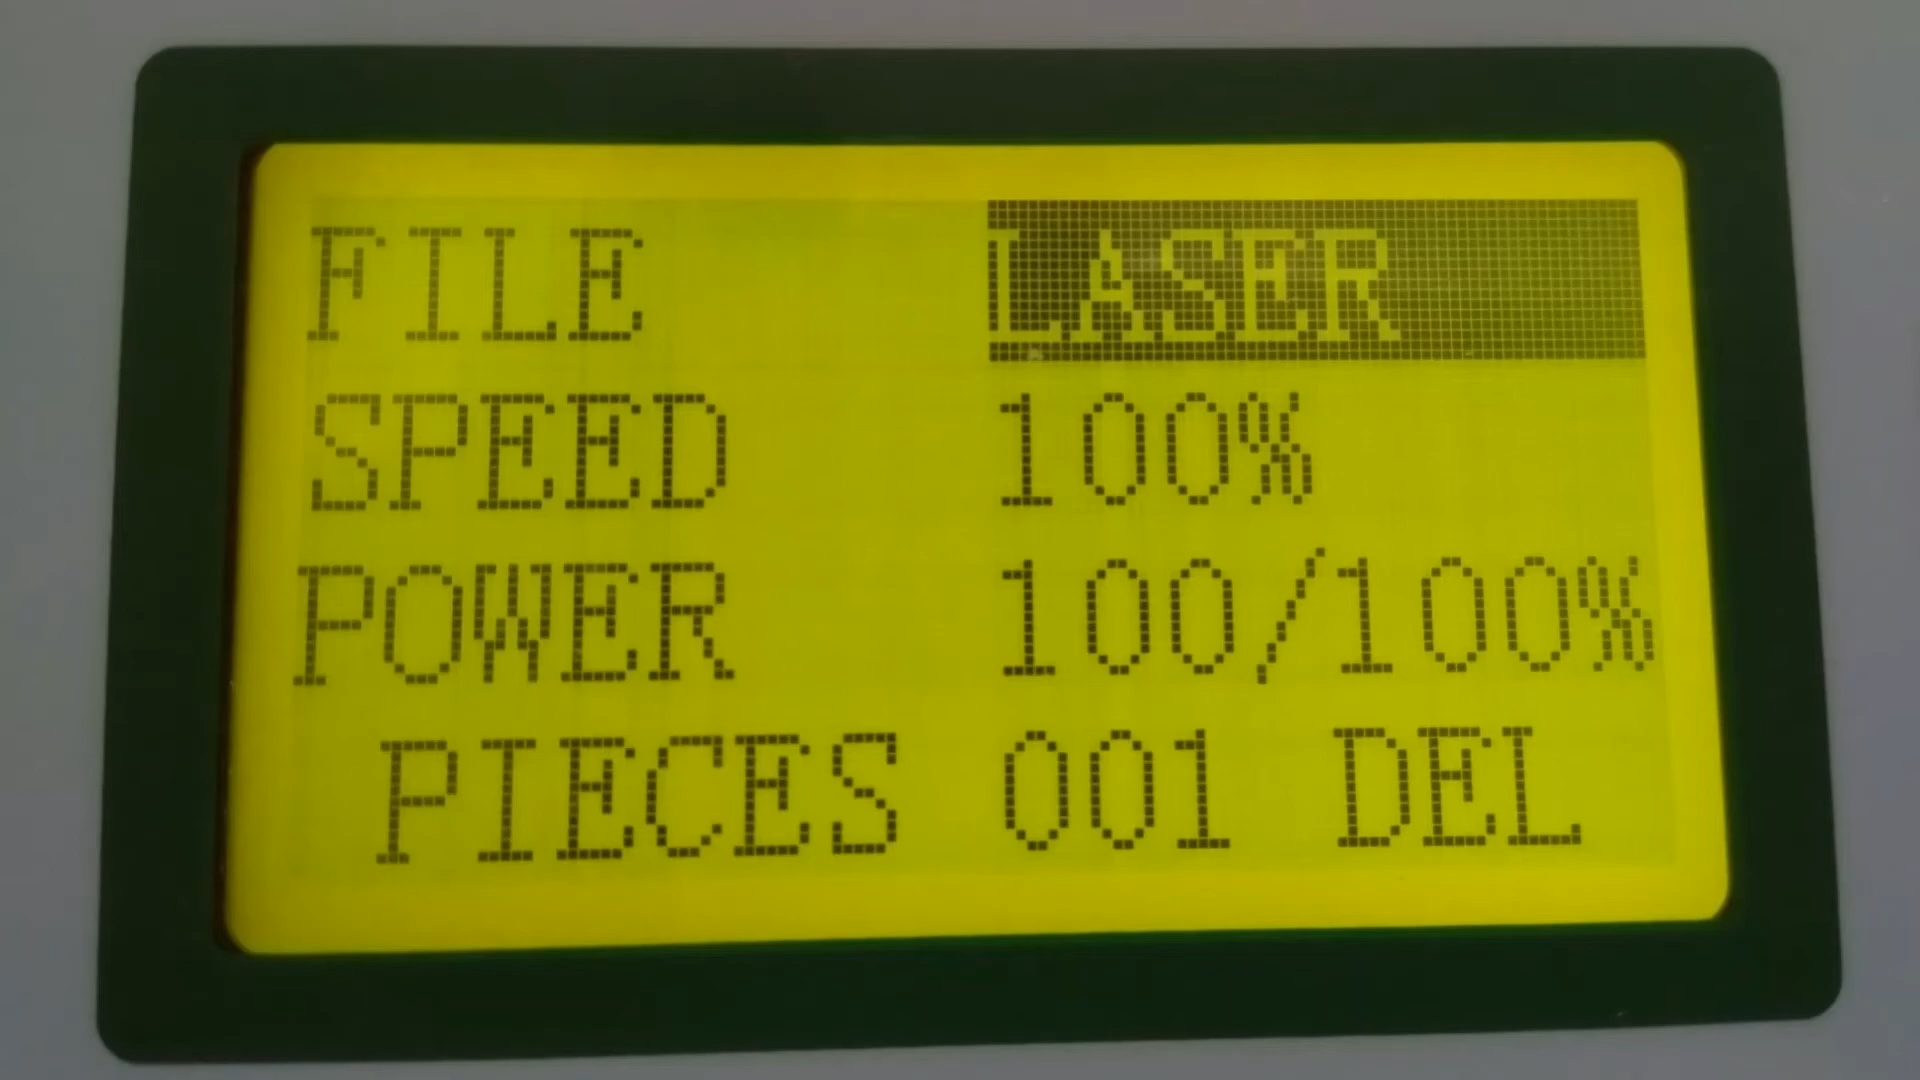 FILE LASER
SPEED 100%
POWER 100/100%
PIECES 001 DEL